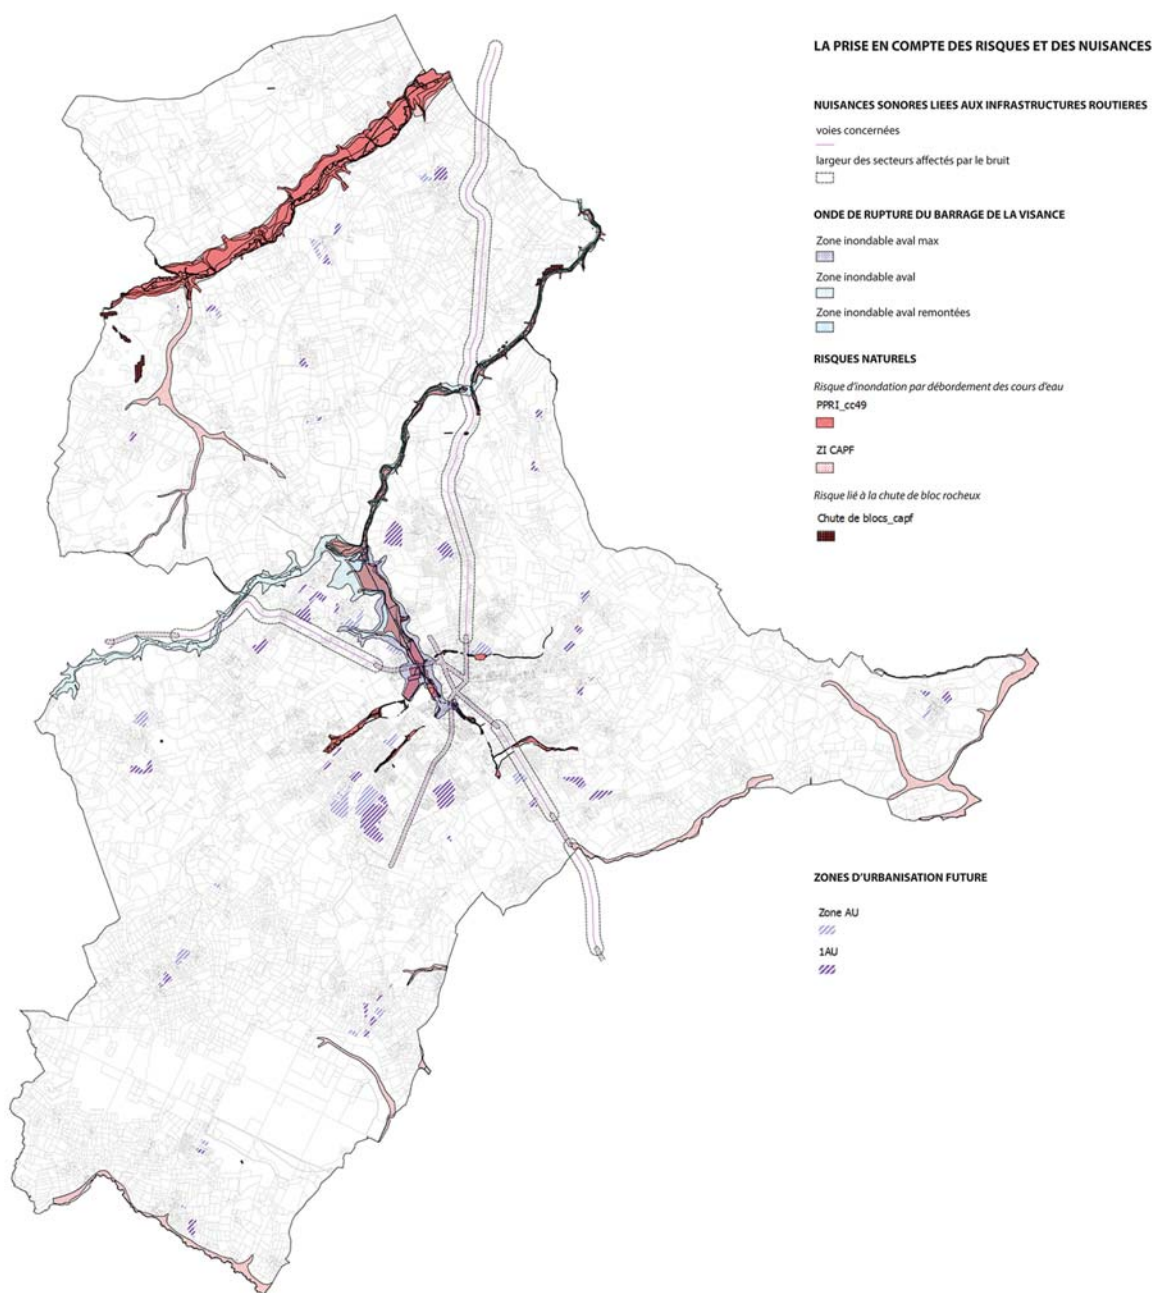 LA PRISE EN COMPTE DES RISQUES ET DES NUISANCES
NUISANCES SONORES LIEES AUX INFRASTRUCTURES ROUTIERES
voies concernées
largeur des secteurs affectés par le bruit
ONDE DE RUPTURE DU BARRAGE DE LA VISANCE
Zone inondable aval max
Zone inondable aval
Zone inondable aval remontées
RISQUES NATURELS
Risque d'inondation par débordement des cours d'eau
PPRI_cc49
ZI CAPF
Risque lié à la chute de bloc rocheux
Chute de blocs_capf
ZONES D'URBANISATION FUTURE
Zone AU
1AU